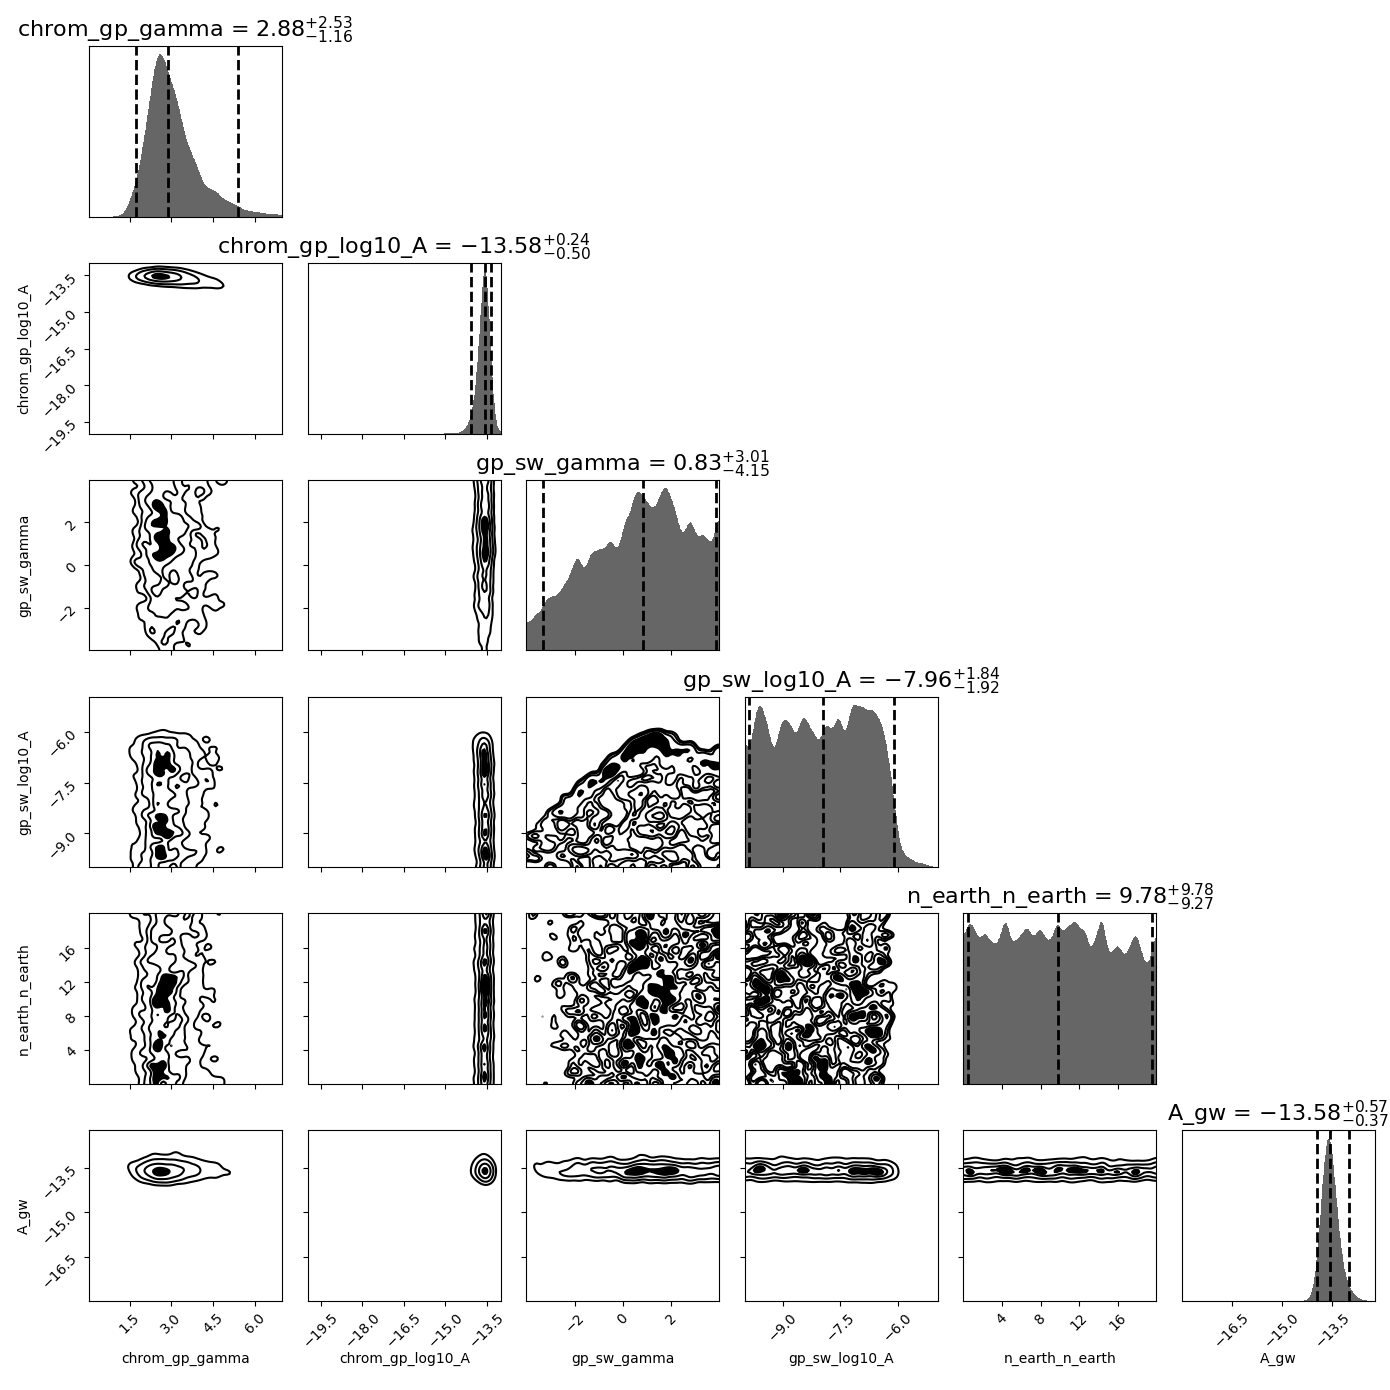 chrom_gp_gamma = 2.88+2.53−1.16
chrom_gp_log10_A = −13.58+0.24−0.50
chrom_gp_log10_A
−13.5
−15.0
−16.5
−18.0
−19.5
gp_sw_gamma = 0.83+3.01−4.15
gp_sw_gamma
2
0
−2
gp_sw_log10_A = −7.96+1.84−1.92
gp_sw_log10_A
−6.0
−7.5
−9.0
n_earth_n_earth = 9.78+9.78−9.27
n_earth_n_earth
16
12
8
4
A_gw = −13.58+0.57−0.37
A_gw
−13.5
−15.0
−16.5
1.5 3.0 4.5 6.0
−19.5 −18.0 −16.5 −15.0 −13.5
−2 0 2
−9.0 −7.5 −6.0
4 8 12 16
−16.5 −15.0 −13.5
chrom_gp_gamma
chrom_gp_log10_A
gp_sw_gamma
gp_sw_log10_A
n_earth_n_earth
A_gw